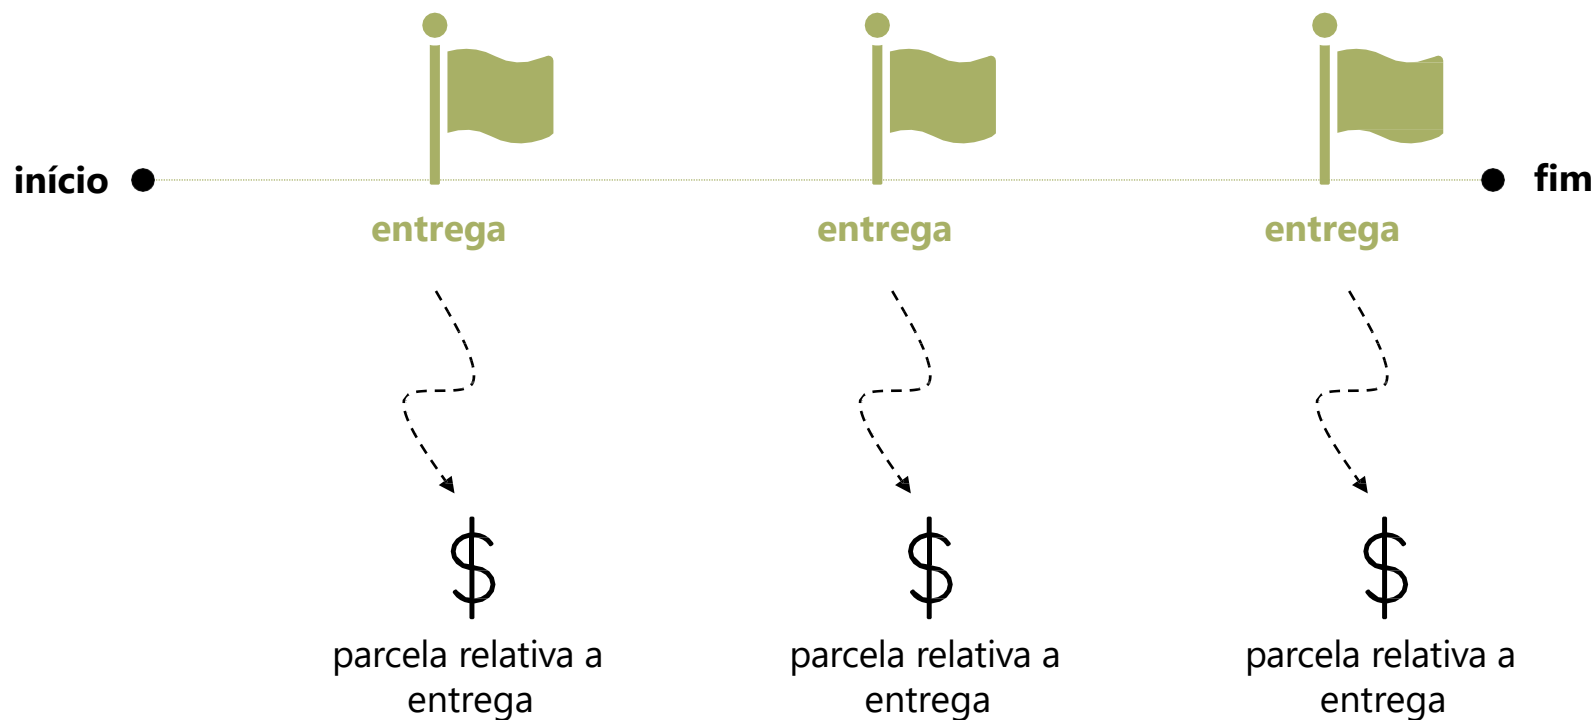 início
fim
entrega
entrega
entrega
$
$
$
parcela relativa a
entrega
parcela relativa a
entrega
parcela relativa a
entrega